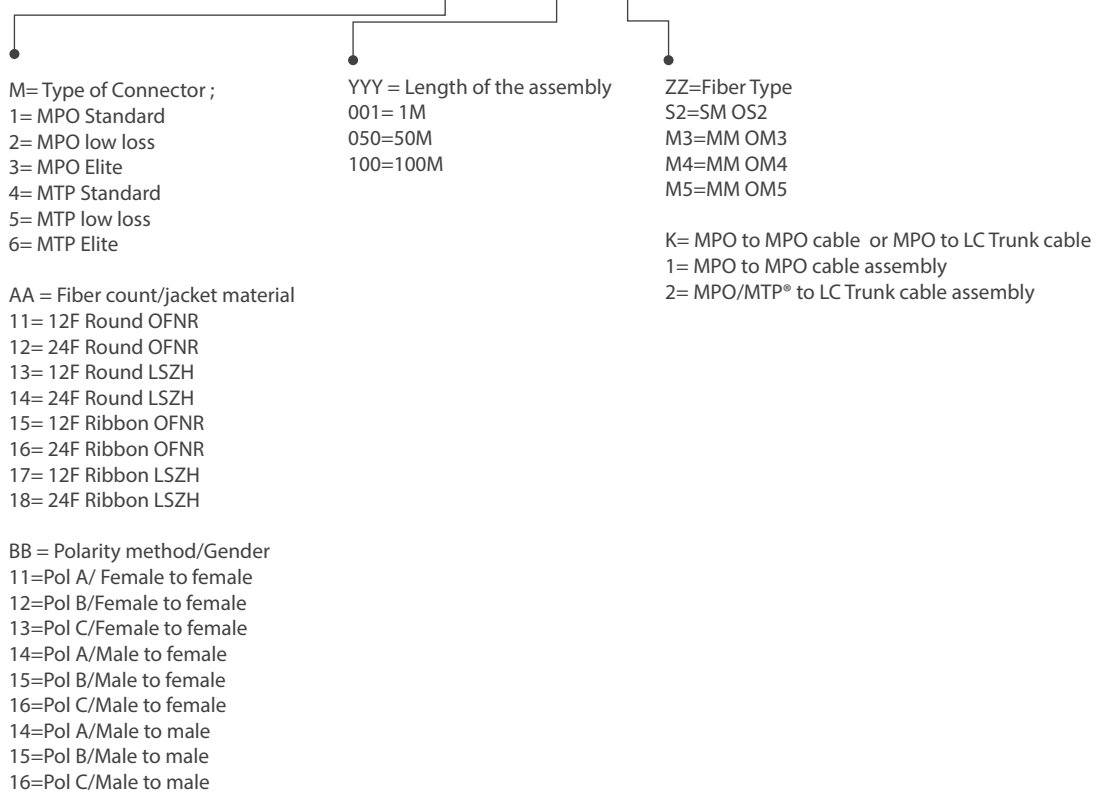 M= Type of Connector ;
1= MPO Standard
2= MPO low loss
3= MPO Elite
4= MTP Standard
5= MTP low loss
6= MTP Elite
AA = Fiber count/jacket material
11= 12F Round OFNR
12= 24F Round OFNR
13= 12F Round LSZH
14= 24F Round LSZH
15= 12F Ribbon OFNR
16= 24F Ribbon OFNR
17= 12F Ribbon LSZH
18= 24F Ribbon LSZH
BB = Polarity method/Gender
11=Pol A/ Female to female
12=Pol B/Female to female
13=Pol C/Female to female
14=Pol A/Male to female
15=Pol B/Male to female
16=Pol C/Male to female
14=Pol A/Male to male
15=Pol B/Male to male
16=Pol C/Male to male
YYY = Length of the assembly
001= 1M
050=50M
100=100M
ZZ=Fiber Type
S2=SM OS2
M3=MM OM3
M4=MM OM4
M5=MM OM5
K= MPO to MPO cable or MPO to LC Trunk cable
1= MPO to MPO cable assembly
2= MPO/MTP® to LC Trunk cable assembly